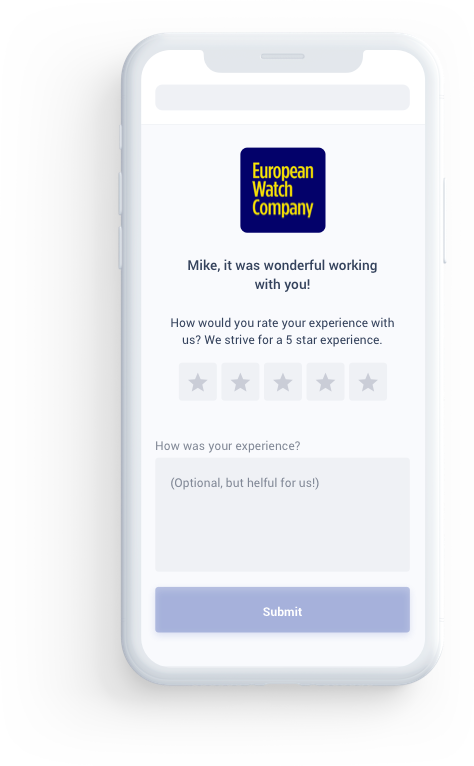 European
Watch
Company
Mike, it was wonderful working
with you!
How would you rate your experience with
us? We strive for a 5 star experience.
How was your experience?
(Optional, but helful for us!)
Submit